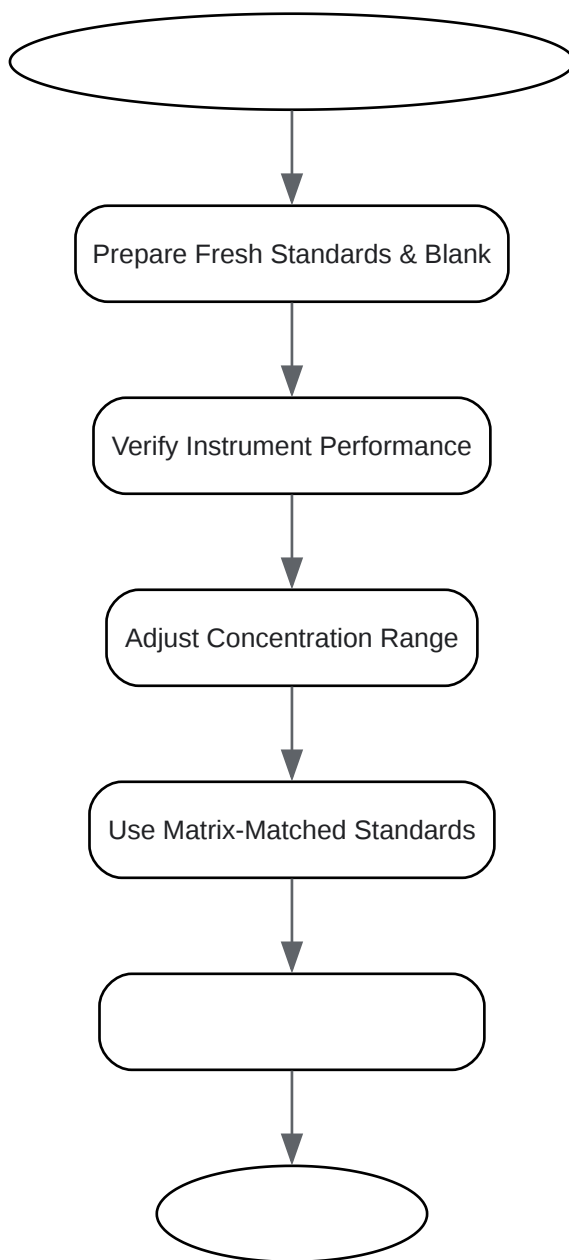 Prepare Fresh Standards & Blank
Verify Instrument Performance
Adjust Concentration Range
Use Matrix-Matched Standards